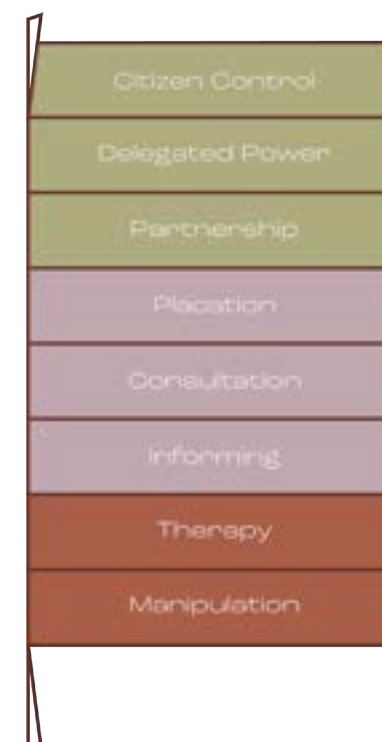 Citizen Control
Delegated Power
Partnership
Placation
Consultation
Informing
Therapy
Manipulation